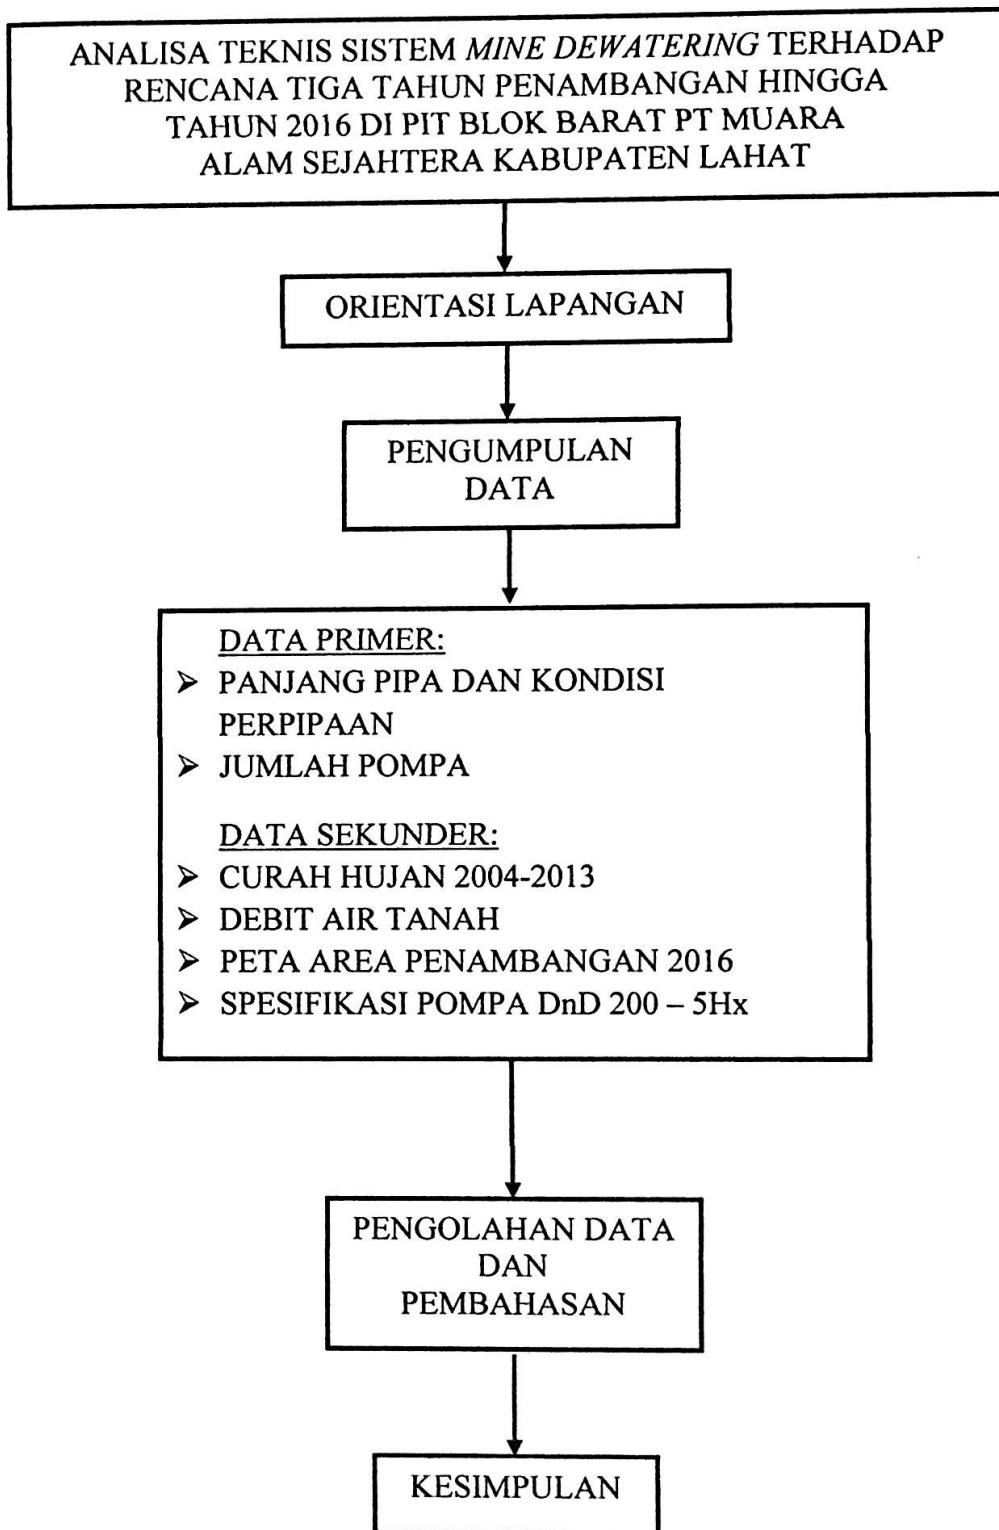 ANALISA TEKNIS SISTEM MINE DEWATERING TERHADAP
RENCANA TIGA TAHUN PENAMBANGAN HINGGA
TAHUN 2016 DI PIT BLOK BARAT PT MUARA
ALAM SEJAHTERA KABUPATEN LAHAT
ORIENTASI LAPANGAN
PENGUMPULAN
DATA
DATA PRIMER:
➢ PANJANG PIPA DAN KONDISI
PERPIPAAN
➢ JUMLAH POMPA
DATA SEKUNDER:
➢ CURAH HUJAN 2004-2013
➢ DEBIT AIR TANAH
➢ PETA AREA PENAMBANGAN 2016
➢ SPESIFIKASI POMPA DnD 200 – 5Hx
PENGOLAHAN DATA
DAN
PEMBAHASAN
KESIMPULAN